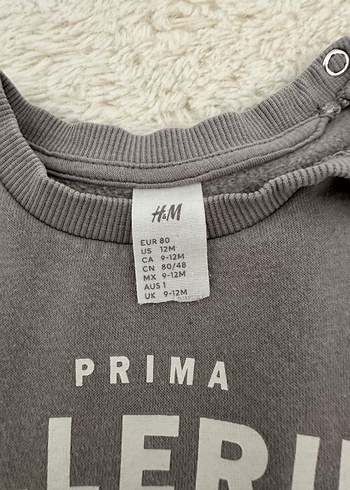 H&M
EUR 80
US 12M
CA 9-12M
CN 80/48
MX 9-12M
AUS 1
UK 9-12M
PRIMA